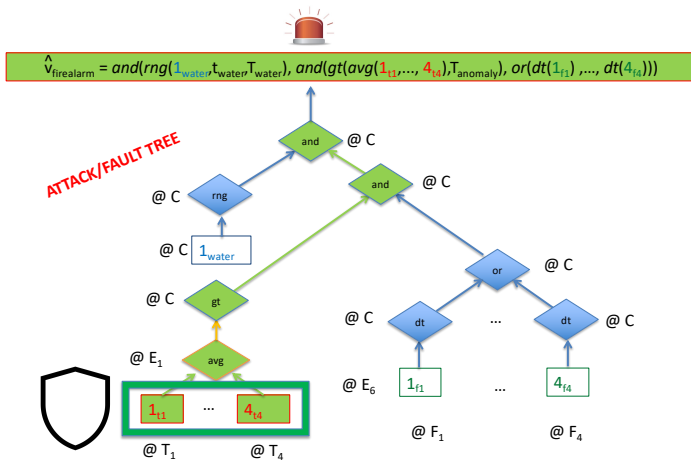 v̂firealarm = and(rng(1water,twater,Twater), and(gt(avg(1t1,..., 4t4),Tanomaly), or(dt(1f1) ,..., dt(4f4))))
ATTACK/FAULT TREE
and @ C
and @ C
@ C rng
@ C 1water
or @ C
@ C gt
@ C dt ... dt @ C
@ E1 avg
@ E6 1f1 ... 4f4
1t1 ... 4t4
@ F1 @ F4
@ T1 @ T4